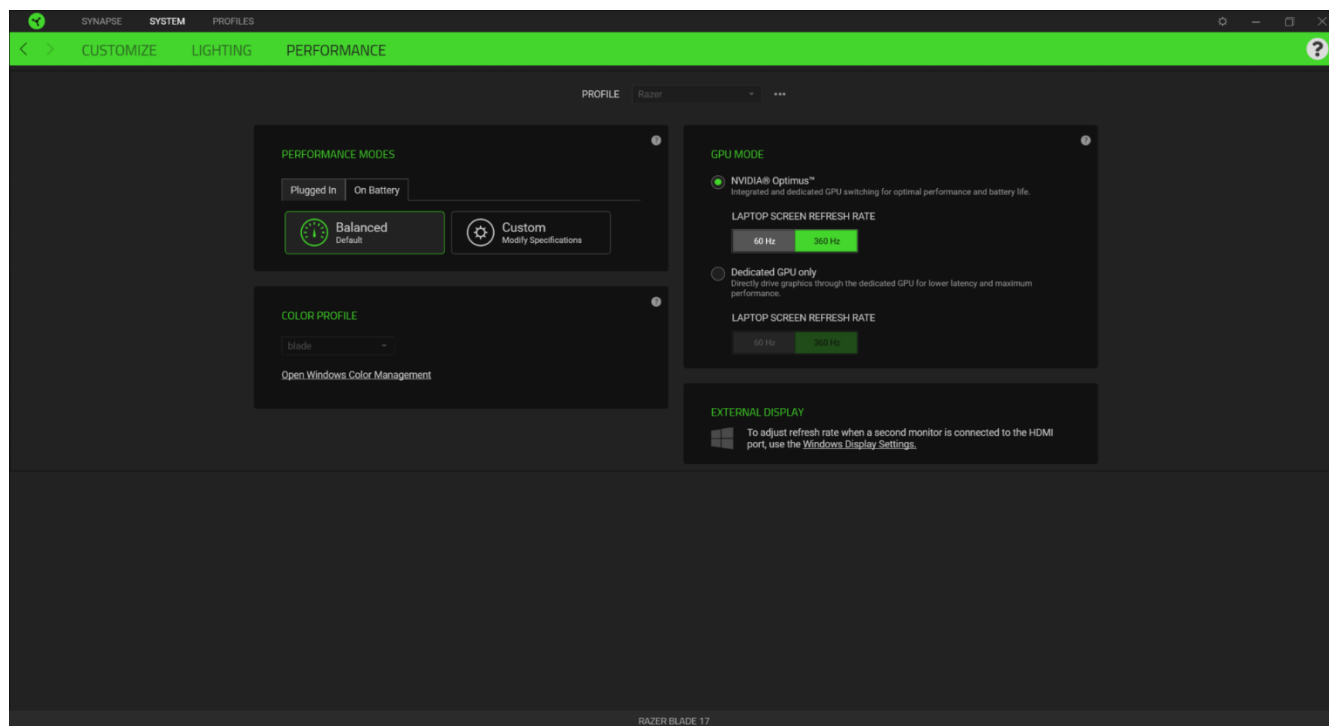 SYNAPSE SYSTEM PROFILES
CUSTOMIZE LIGHTING PERFORMANCE
?
PROFILE Razer
PERFORMANCE MODES
?
Plugged In On Battery
Balanced
Default
Custom
Modify Specifications
COLOR PROFILE
?
blade
Open Windows Color Management
GPU MODE
?
NVIDIA® Optimus™
Integrated and dedicated GPU switching for optimal performance and battery life.
LAPTOP SCREEN REFRESH RATE
60 Hz 360 Hz
Dedicated GPU only
Directly drive graphics through the dedicated GPU for lower latency and maximum
performance.
LAPTOP SCREEN REFRESH RATE
60 Hz 360 Hz
EXTERNAL DISPLAY
To adjust refresh rate when a second monitor is connected to the HDMI
port, use the Windows Display Settings.
RAZER BLADE 17